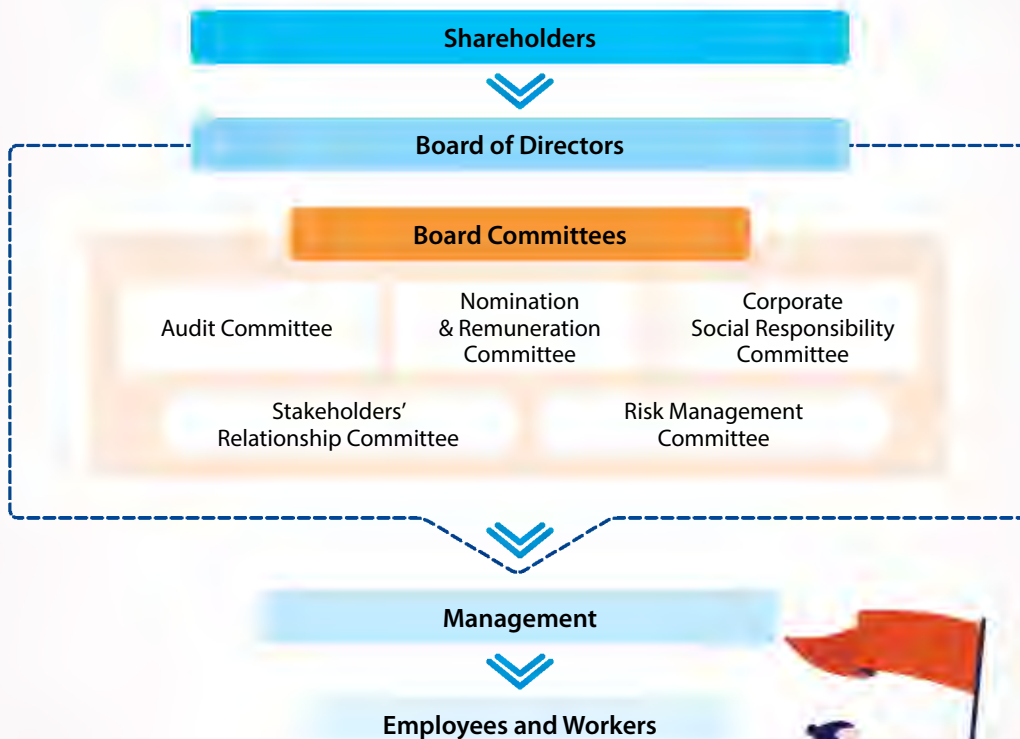 Shareholders
Board of Directors
Board Committees
Audit Committee
Nomination
& Remuneration
Committee
Corporate
Social Responsibility
Committee
Stakeholders’
Relationship Committee
Risk Management
Committee
Management
Employees and Workers